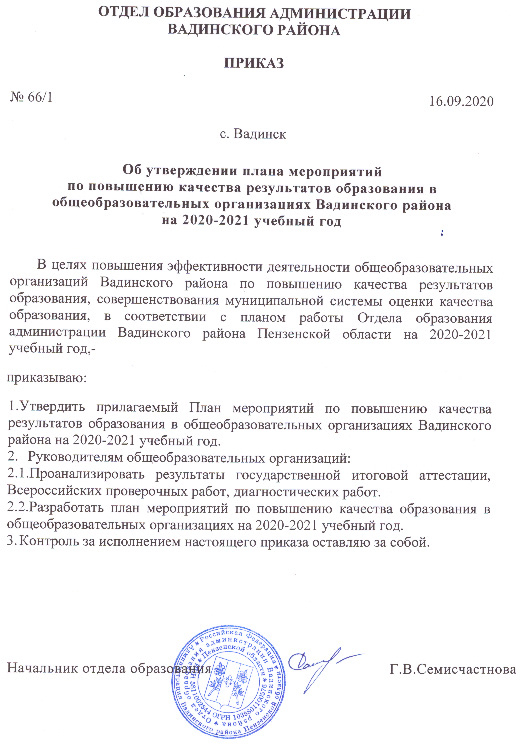 ОТДЕЛ ОБРАЗОВАНИЯ АДМИНИСТРАЦИИ
ВАДИНСКОГО РАЙОНА
ПРИКАЗ
№ 66/1 16.09.2020
с. Вадинск
Об утверждении плана мероприятий
по повышению качества результатов образования в
общеобразовательных организациях Вадинского района
на 2020-2021 учебный год
В целях повышения эффективности деятельности общеобразовательных
организаций Вадинского района по повышению качества результатов
образования, совершенствования муниципальной системы оценки качества
образования, в соответствии с планом работы Отдела образования
администрации Вадинского района Пензенской области на 2020-2021
учебный год,-
приказываю:
1.Утвердить прилагаемый План мероприятий по повышению качества
результатов образования в общеобразовательных организациях Вадинского
района на 2020-2021 учебный год.
2. Руководителям общеобразовательных организаций:
2.1.Проанализировать результаты государственной итоговой аттестации,
Всероссийских проверочных работ, диагностических работ.
2.2.Разработать план мероприятий по повышению качества образования в
общеобразовательных организациях на 2020-2021 учебный год.
3.Контроль за исполнением настоящего приказа оставляю за собой.
Начальник отдела образования Г.В.Семисчастнова